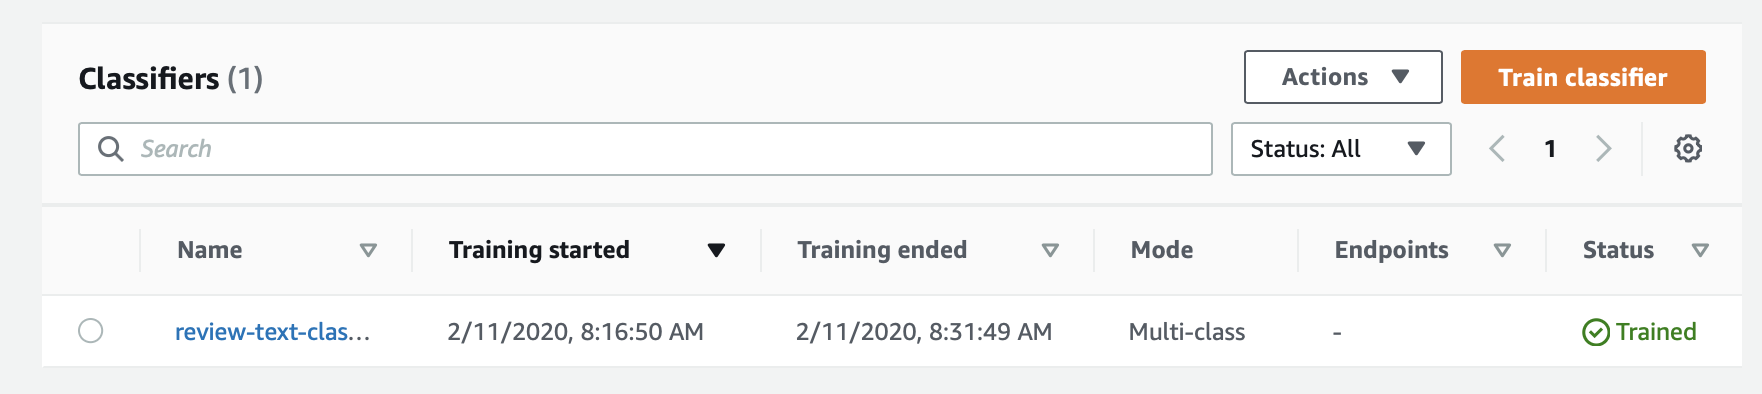 Classifiers (1)
Actions
Train classifier
Search
Status: All
1
Name
Training started
Training ended
Mode
Endpoints
Status
review-text-clas...
2/11/2020, 8:16:50 AM
2/11/2020, 8:31:49 AM
Multi-class
-
Trained